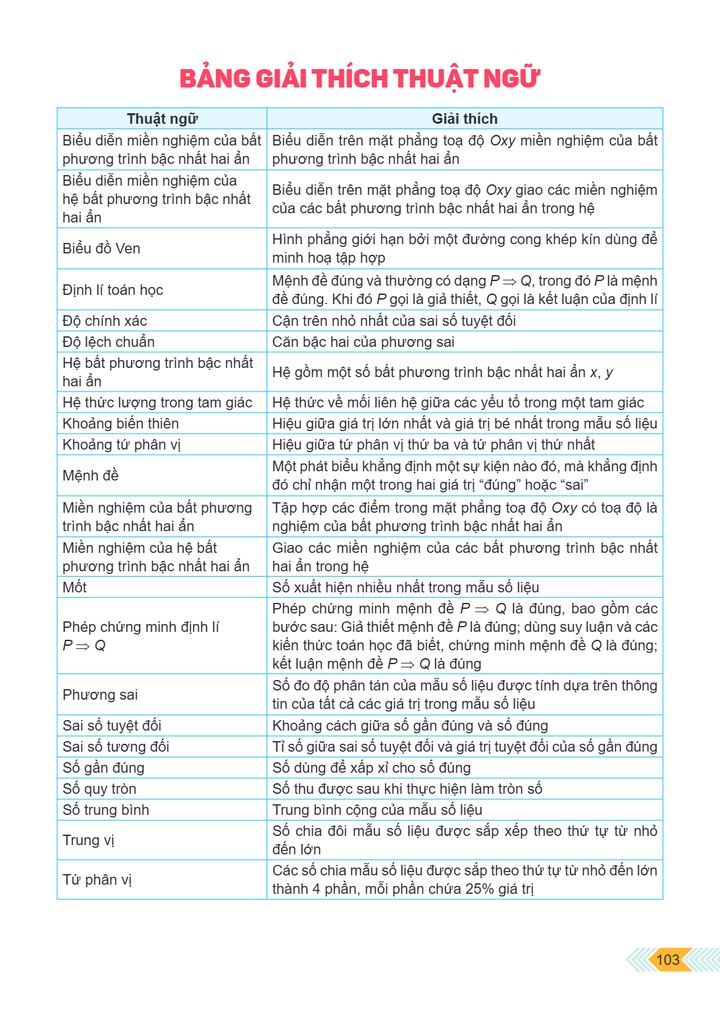 BẢNG GIẢI THÍCH THUẬT NGỮ
Thuật ngữ
Giải thích
Biểu diễn miền nghiệm của bất
phương trình bậc nhất hai ẩn
Biểu diễn trên mặt phẳng toạ độ Oxy miền nghiệm của bất
phương trình bậc nhất hai ẩn
Biểu diễn miền nghiệm của
hệ bất phương trình bậc nhất
hai ẩn
Biểu diễn trên mặt phẳng toạ độ Oxy giao các miền nghiệm
của các bất phương trình bậc nhất hai ẩn trong hệ
Biểu đồ Ven
Hình phẳng giới hạn bởi một đường cong khép kín dùng để
minh hoạ tập hợp
Định lí toán học
Mệnh đề đúng và thường có dạng P ⇒ Q, trong đó P là mệnh
đề đúng. Khi đó P gọi là giả thiết, Q gọi là kết luận của định lí
Độ chính xác
Cận trên nhỏ nhất của sai số tuyệt đối
Độ lệch chuẩn
Căn bậc hai của phương sai
Hệ bất phương trình bậc nhất
hai ẩn
Hệ gồm một số bất phương trình bậc nhất hai ẩn x, y
Hệ thức lượng trong tam giác
Hệ thức về mối liên hệ giữa các yếu tố trong một tam giác
Khoảng biến thiên
Hiệu giữa giá trị lớn nhất và giá trị bé nhất trong mẫu số liệu
Khoảng tứ phân vị
Hiệu giữa tứ phân vị thứ ba và tứ phân vị thứ nhất
Mệnh đề
Một phát biểu khẳng định một sự kiện nào đó, mà khẳng định
đó chỉ nhận một trong hai giá trị “đúng” hoặc “sai”
Miền nghiệm của bất phương
trình bậc nhất hai ẩn
Tập hợp các điểm trong mặt phẳng toạ độ Oxy có toạ độ là
nghiệm của bất phương trình bậc nhất hai ẩn
Miền nghiệm của hệ bất
phương trình bậc nhất hai ẩn
Giao các miền nghiệm của các bất phương trình bậc nhất
hai ẩn trong hệ
Mốt
Số xuất hiện nhiều nhất trong mẫu số liệu
Phép chứng minh định lí
P ⇒ Q
Phép chứng minh mệnh đề P ⇒ Q là đúng, bao gồm các
bước sau: Giả thiết mệnh đề P là đúng; dùng suy luận và các
kiến thức toán học đã biết, chứng minh mệnh đề Q là đúng;
kết luận mệnh đề P ⇒ Q là đúng
Phương sai
Số đo độ phân tán của mẫu số liệu được tính dựa trên thông
tin của tất cả các giá trị trong mẫu số liệu
Sai số tuyệt đối
Khoảng cách giữa số gần đúng và số đúng
Sai số tương đối
Tỉ số giữa sai số tuyệt đối và giá trị tuyệt đối của số gần đúng
Số gần đúng
Số dùng để xấp xỉ cho số đúng
Số quy tròn
Số thu được sau khi thực hiện làm tròn số
Số trung bình
Trung bình cộng của mẫu số liệu
Trung vị
Số chia đôi mẫu số liệu được sắp xếp theo thứ tự từ nhỏ
đến lớn
Tứ phân vị
Các số chia mẫu số liệu được sắp theo thứ tự từ nhỏ đến lớn
thành 4 phần, mỗi phần chứa 25% giá trị
103